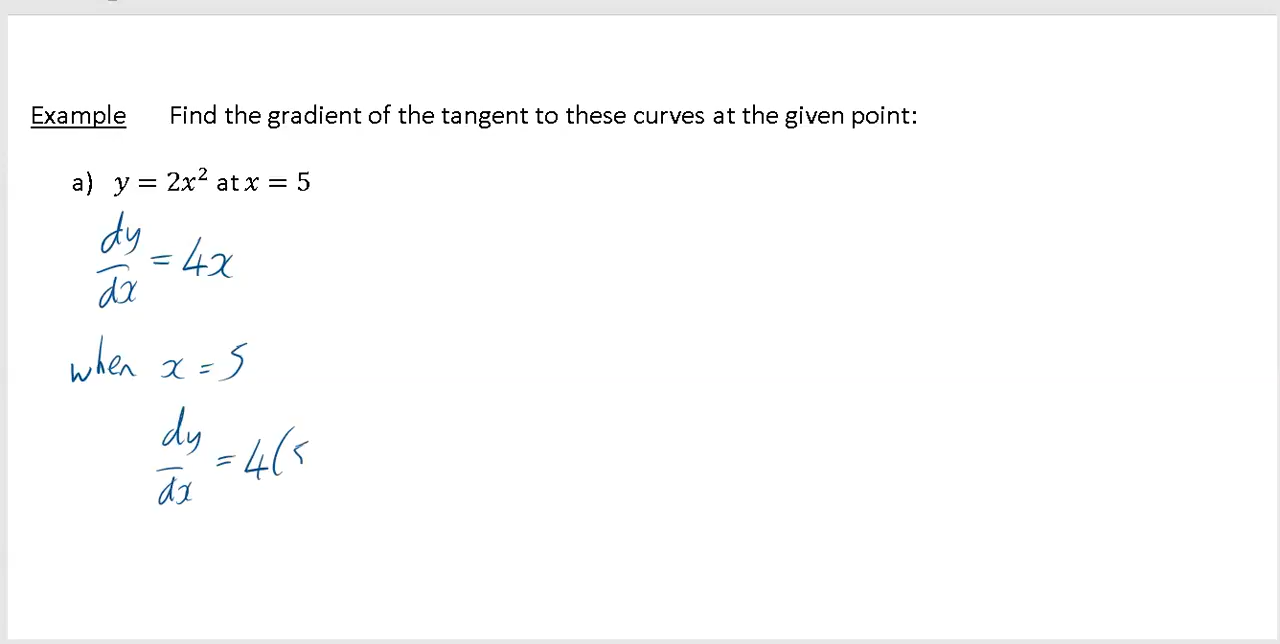 Example Find the gradient of the tangent to these curves at the given point:
a) y = 2x² at x = 5
dy/dx = 4x
when x = 5
dy/dx = 4(5